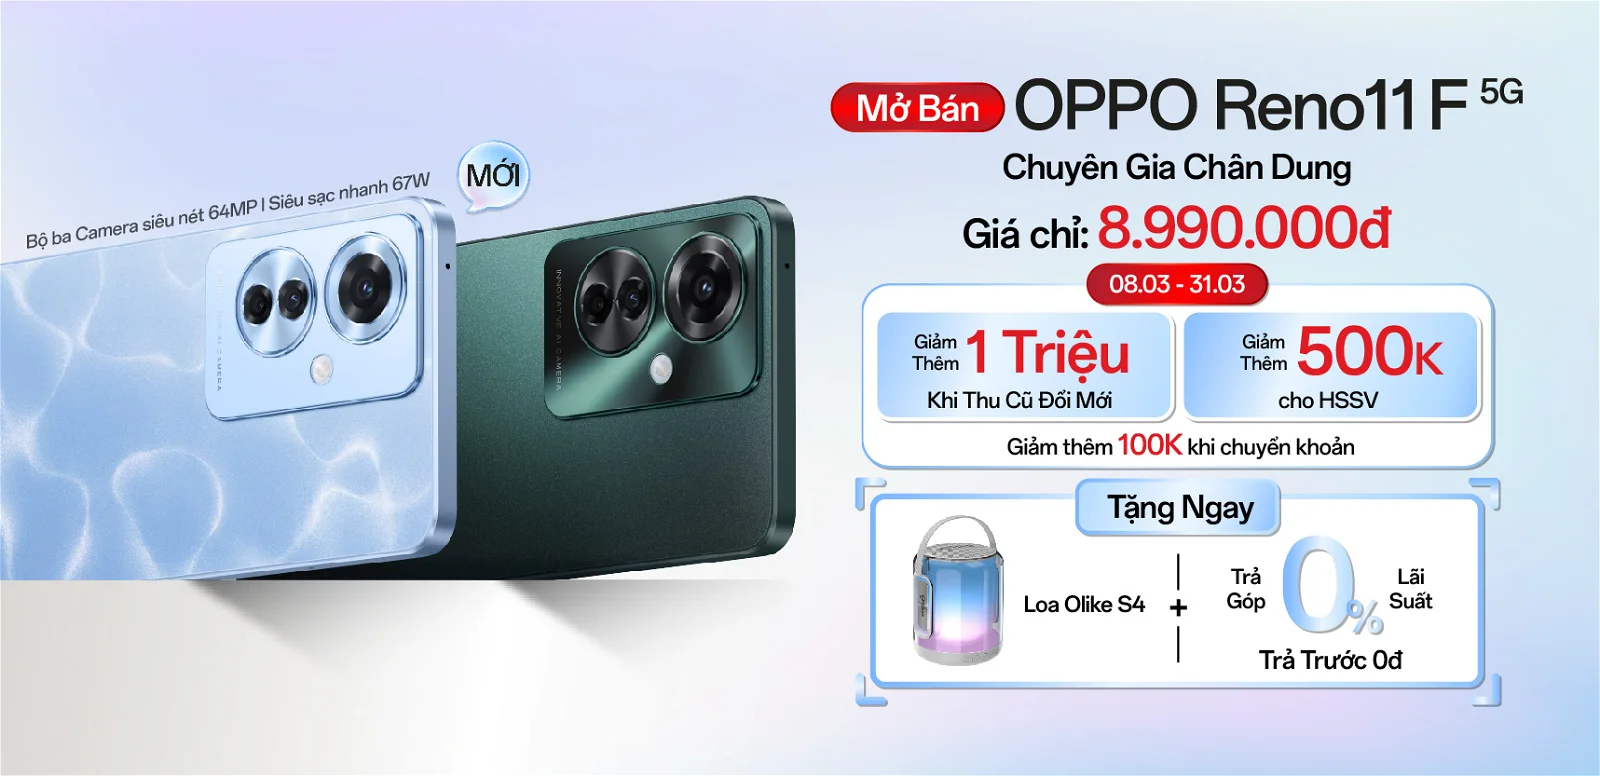 Mở Bán OPPO Reno11 F 5G
Chuyên Gia Chân Dung
Giá chỉ: 8.990.000đ
MỚI
Bộ ba Camera siêu nét 64MP | Siêu sạc nhanh 67W
INNOVATIVE AI CAMERA
08.03 - 31.03
Giảm Thêm 1 Triệu
Khi Thu Cũ Đổi Mới
Giảm Thêm 500K
cho HSSV
Giảm thêm 100K khi chuyển khoản
Tặng Ngay
Loa Olike S4
+
Trả Góp 0% Lãi Suất
Trả Trước 0đ